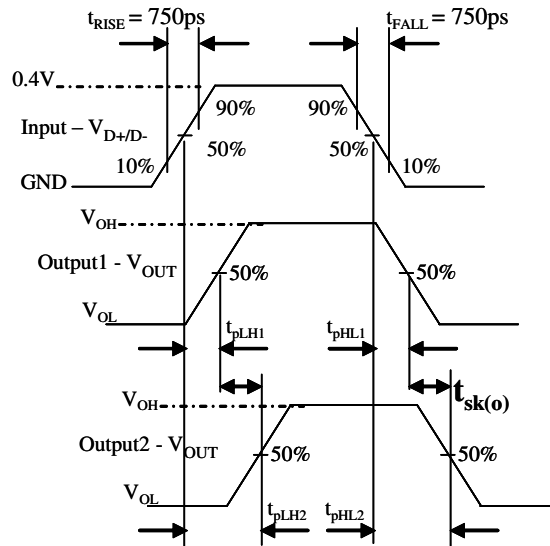 tRISE = 750ps
tFALL = 750ps
0.4V
90%
90%
Input – VD+/D-
50%
50%
10%
10%
GND
VOH
Output1 - VOUT
50%
50%
VOL
tpLH1
tpHL1
VOH
tsk(o)
Output2 - VOUT
50%
50%
VOL
tpLH2
tpHL2